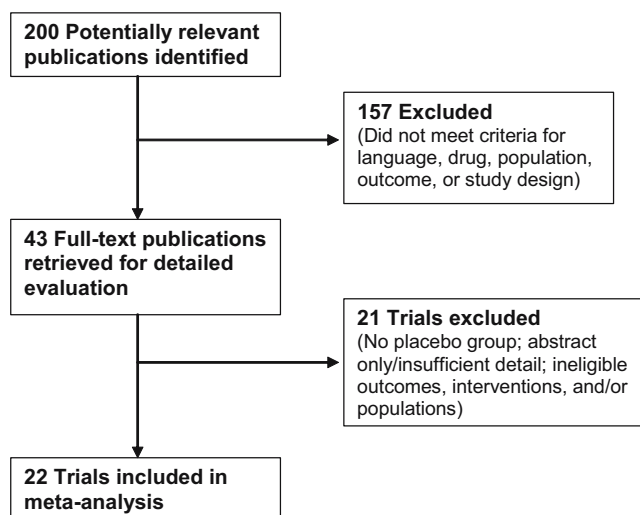 200 Potentially relevant
publications identified
157 Excluded
(Did not meet criteria for
language, drug, population,
outcome, or study design)
43 Full-text publications
retrieved for detailed
evaluation
21 Trials excluded
(No placebo group; abstract
only/insufficient detail; ineligible
outcomes, interventions, and/or
populations)
22 Trials included in
meta-analysis